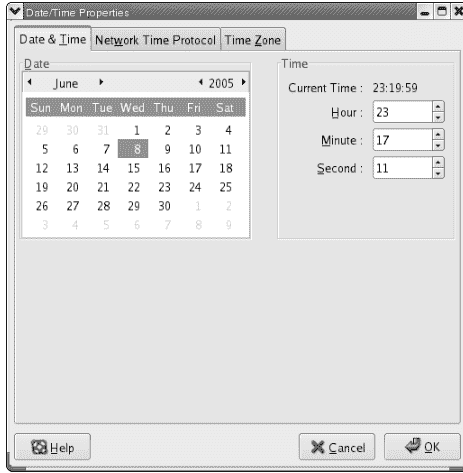 Date/Time Properties
Date & Time Network Time Protocol Time Zone
Date
June 2005
Sun Mon Tue Wed Thu Fri Sat
29 30 31 1 2 3 4
5 6 7 8 9 10 11
12 13 14 15 16 17 18
19 20 21 22 23 24 25
26 27 28 29 30 1 2
3 4 5 6 7 8 9
Time
Current Time : 23:19:59
Hour : 23
Minute : 17
Second : 11
Help Cancel OK